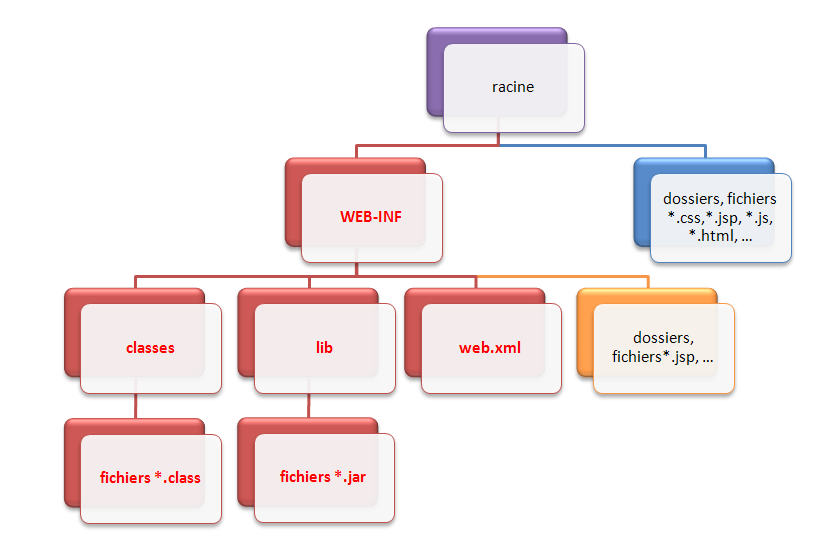 racine
WEB-INF
dossiers, fichiers
*.css,*.jsp, *.js,
*.html, ...
classes
lib
web.xml
dossiers,
fichiers*.jsp, ...
fichiers *.class
fichiers *.jar